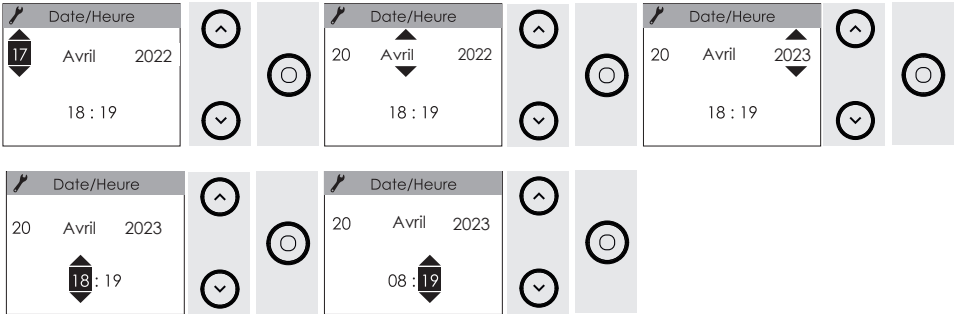 Date/Heure
17 Avril 2022
18 : 19
Date/Heure
20 Avril 2022
18 : 19
Date/Heure
20 Avril 2023
18 : 19
Date/Heure
20 Avril 2023
18 : 19
Date/Heure
20 Avril 2023
08 : 19